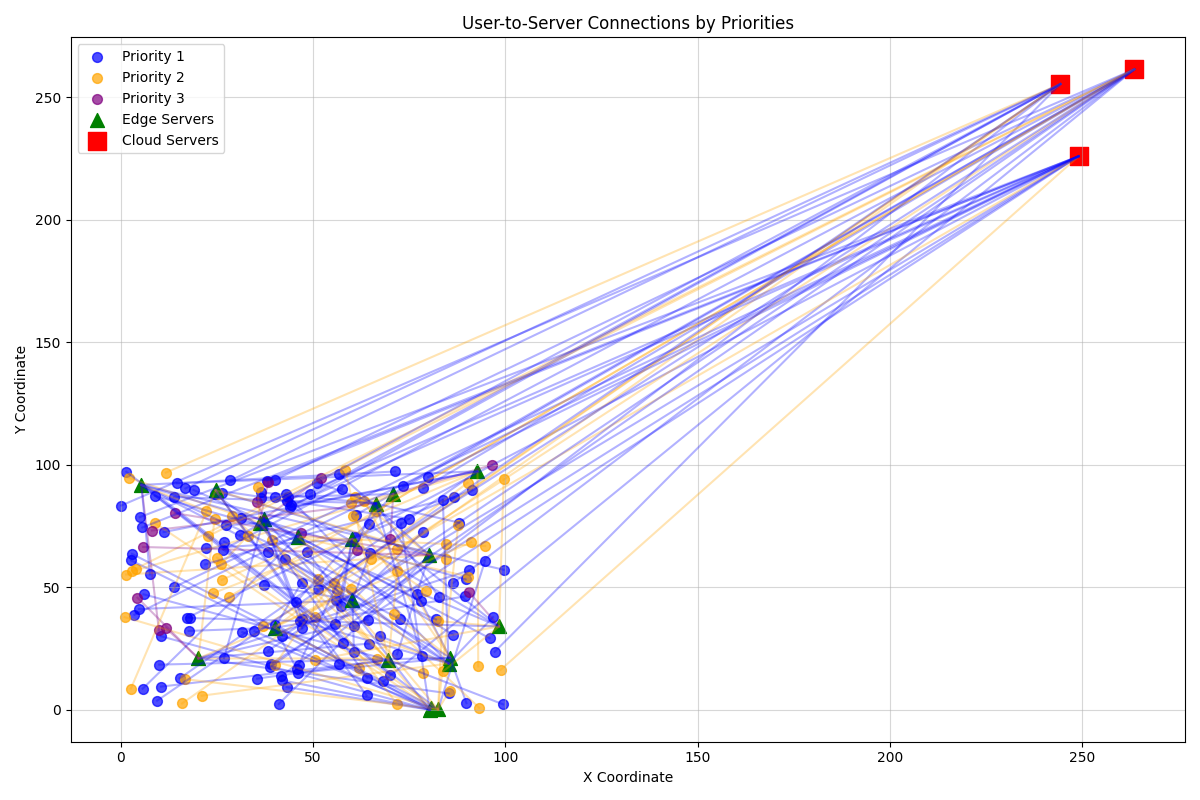 User-to-Server Connections by Priorities
Priority 1
Priority 2
Priority 3
Edge Servers
Cloud Servers
Y Coordinate
250
200
150
100
50
0
0 50 100 150 200 250
X Coordinate